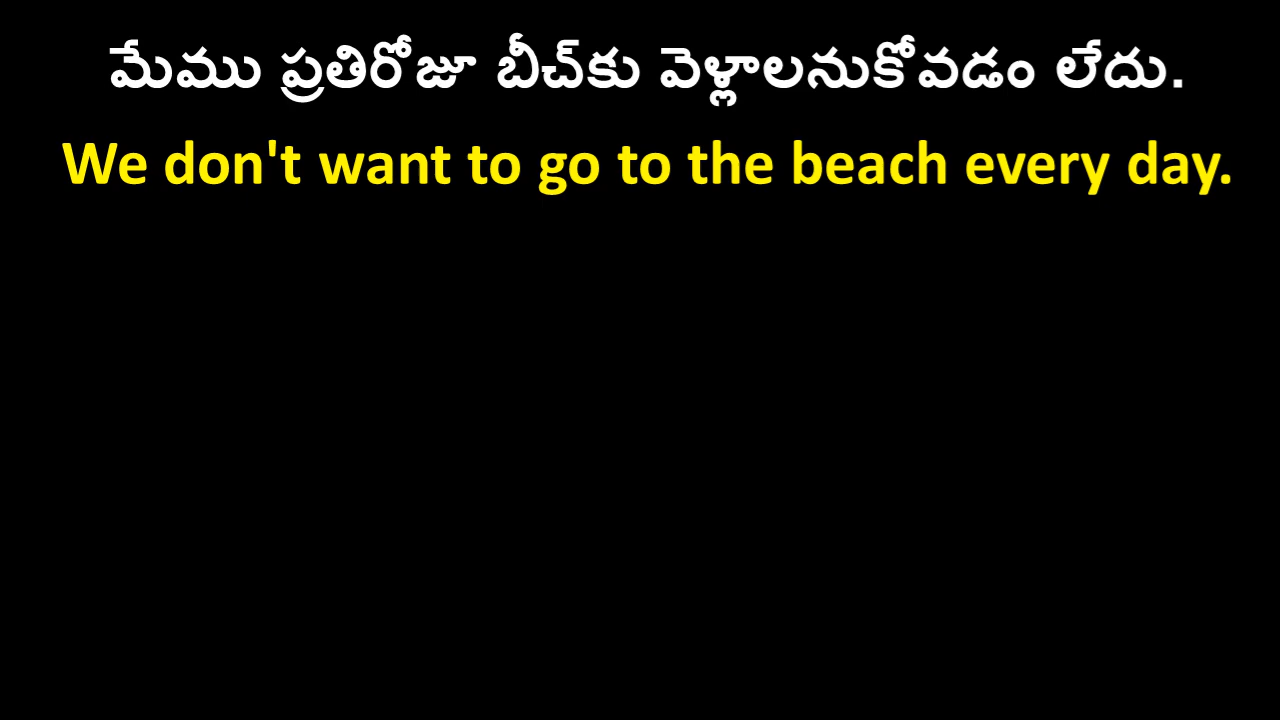 మేము ప్రతిరోజూ బీచ్‌కు వెళ్లాలనుకోవడం లేదు.
We don't want to go to the beach every day.